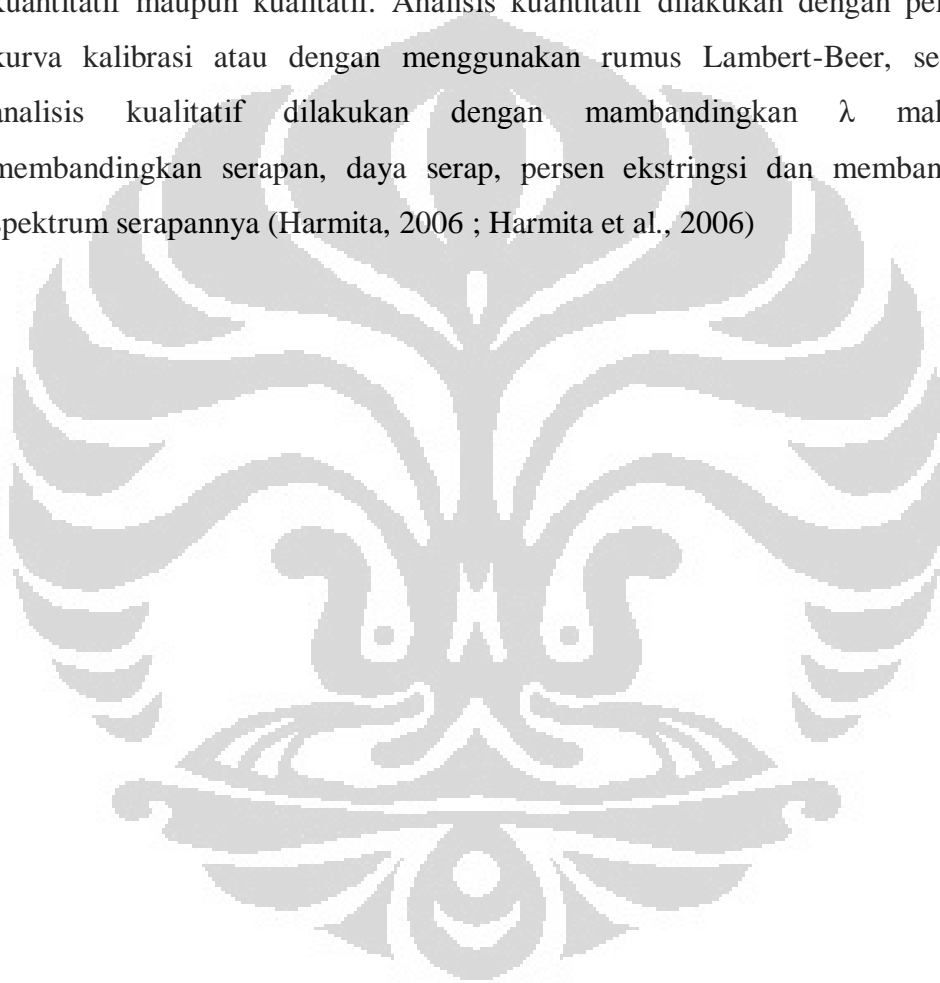 kuantitatif maupun kualitatif. Analisis kuantitatif dilakukan dengan
kurva kalibrasi atau dengan menggunakan rumus Lambert-Beer,
analisis kualitatif dilakukan dengan mambandingkan λ
membandingkan serapan, daya serap, persen ekstringsi dan
spektrum serapannya (Harmita, 2006 ; Harmita et al., 2006)